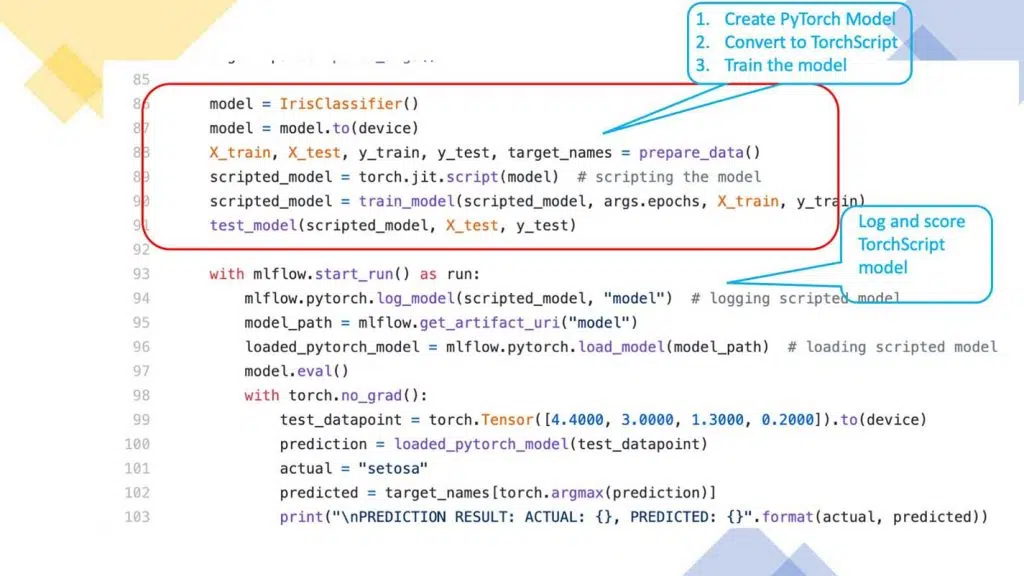 1. Create PyTorch Model
2. Convert to TorchScript
3. Train the model
85
86 model = IrisClassifier()
87 model = model.to(device)
88 X_train, X_test, y_train, y_test, target_names = prepare_data()
89 scripted_model = torch.jit.script(model)  # scripting the model
90 scripted_model = train_model(scripted_model, args.epochs, X_train, y_train)
91 test_model(scripted_model, X_test, y_test)
92
Log and score
TorchScript
model
93 with mlflow.start_run() as run:
94 mlflow.pytorch.log_model(scripted_model, "model")  # logging scripted model
95 model_path = mlflow.get_artifact_uri("model")
96 loaded_pytorch_model = mlflow.pytorch.load_model(model_path)  # loading scripted model
97 model.eval()
98 with torch.no_grad():
99 test_datapoint = torch.Tensor([4.4000, 3.0000, 1.3000, 0.2000]).to(device)
100 prediction = loaded_pytorch_model(test_datapoint)
101 actual = "setosa"
102 predicted = target_names[torch.argmax(prediction)]
103 print("\nPREDICTION RESULT: ACTUAL: {}, PREDICTED: {}".format(actual, predicted))